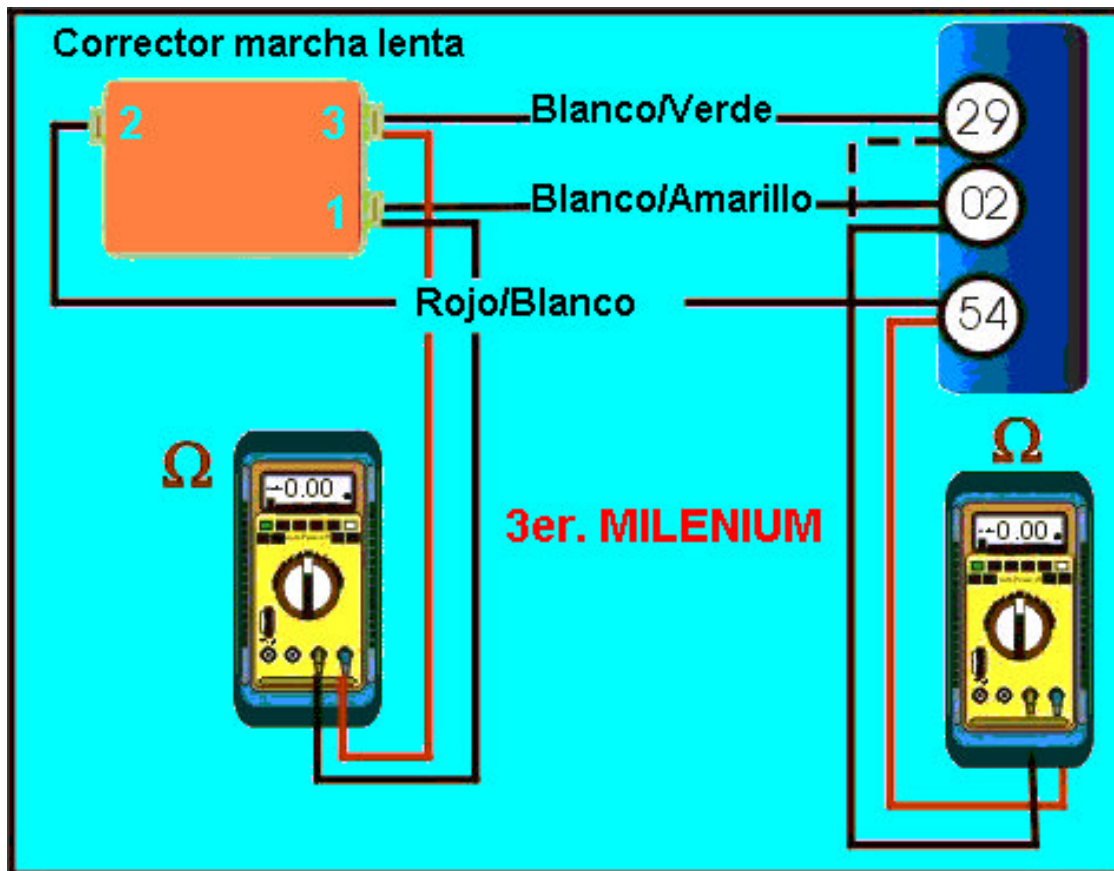 Corrector marcha lenta
2
3
Blanco/Verde
29
1
Blanco/Amarillo
02
Rojo/Blanco
54
Ω
Ω
-0.00
3er. MILENIUM
-0.00